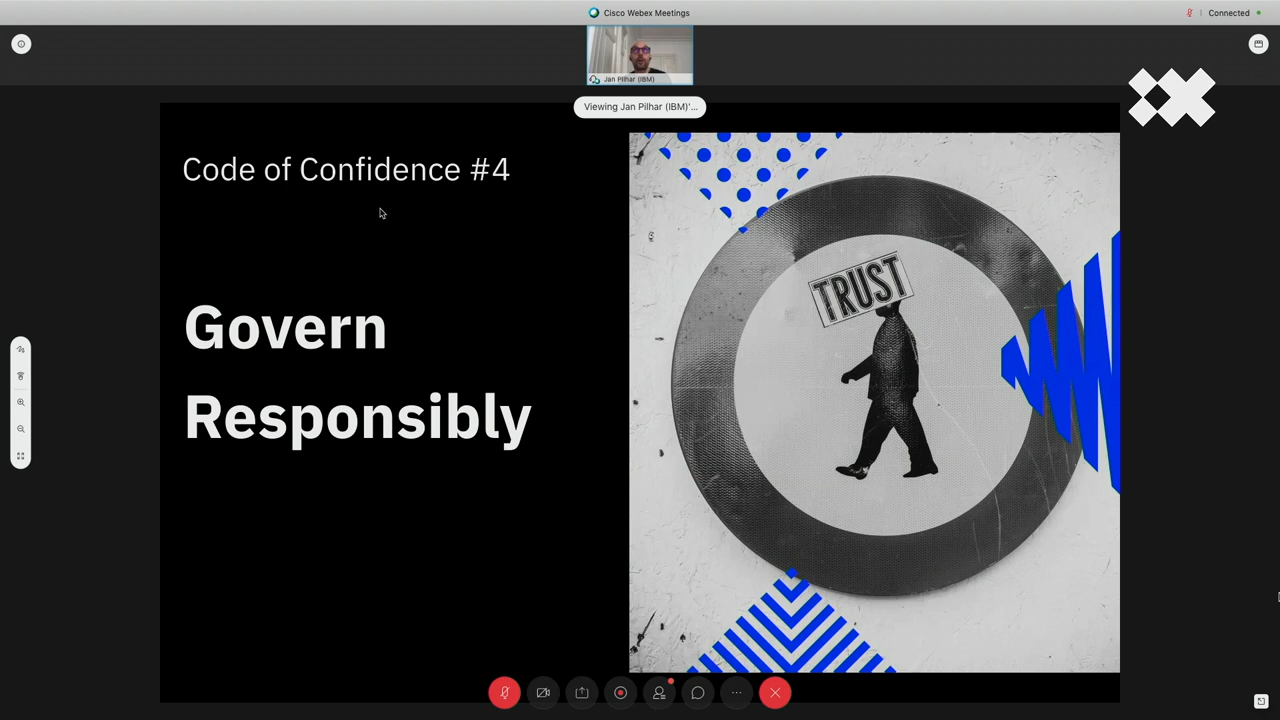 Cisco Webex Meetings
Connected
Jan Pilhar (IBM)
Viewing Jan Pilhar (IBM)'...
Code of Confidence #4
Govern
Responsibly
TRUST